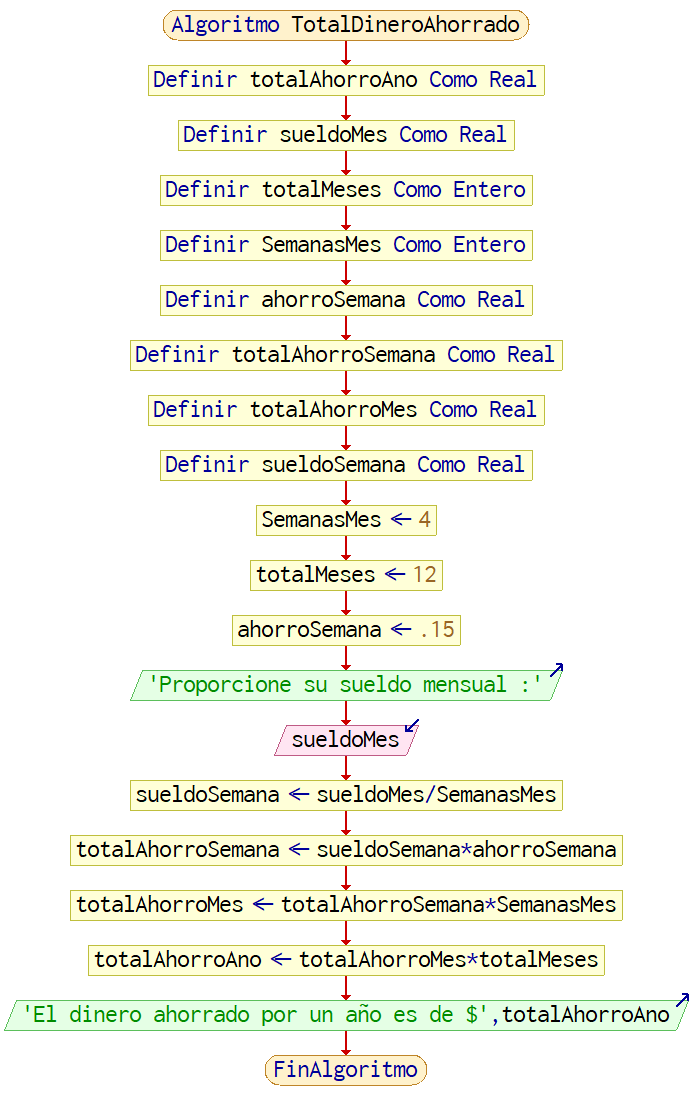 Algoritmo TotalDineroAhorrado
Definir totalAhorroAno Como Real
Definir sueldoMes Como Real
Definir totalMeses Como Entero
Definir SemanasMes Como Entero
Definir ahorroSemana Como Real
Definir totalAhorroSemana Como Real
Definir totalAhorroMes Como Real
Definir sueldoSemana Como Real
SemanasMes ← 4
totalMeses ← 12
ahorroSemana ← .15
'Proporcione su sueldo mensual :'
sueldoMes
sueldoSemana ← sueldoMes/SemanasMes
totalAhorroSemana ← sueldoSemana*ahorroSemana
totalAhorroMes ← totalAhorroSemana*SemanasMes
totalAhorroAno ← totalAhorroMes*totalMeses
'El dinero ahorrado por un año es de $',totalAhorroAno
FinAlgoritmo